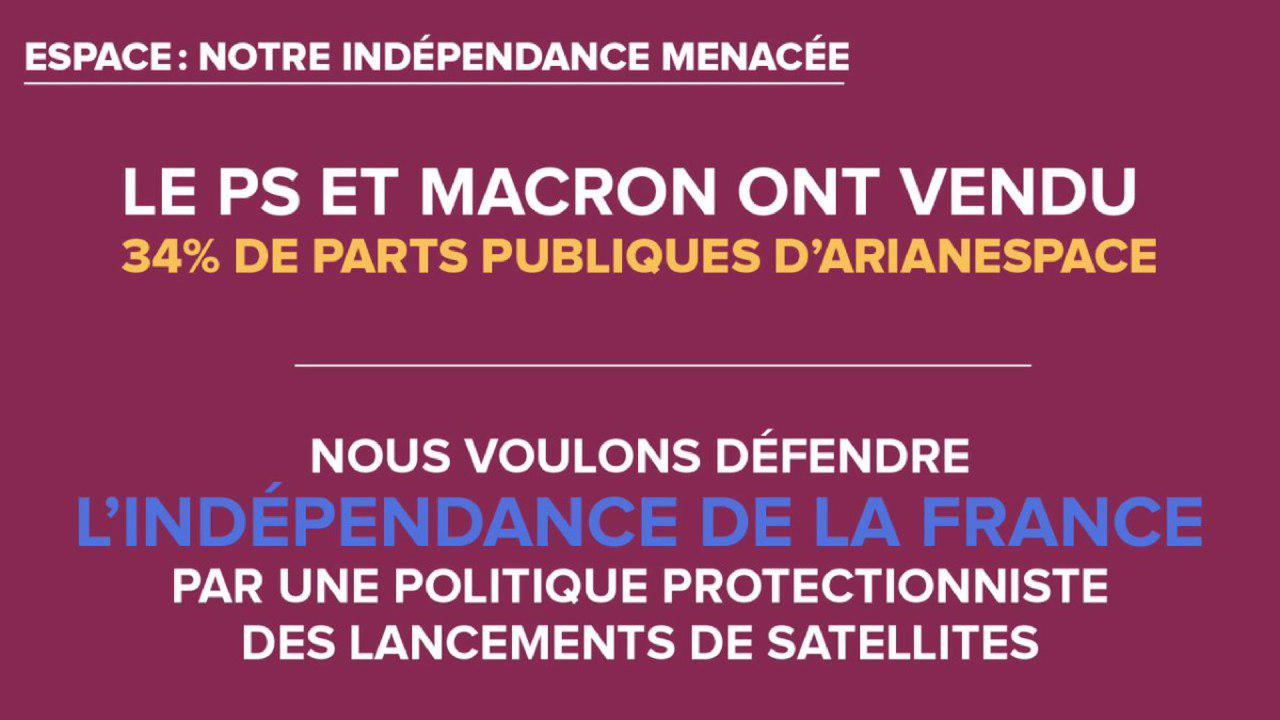 ESPACE : NOTRE INDÉPENDANCE MENACÉE
LE PS ET MACRON ONT VENDU
34% DE PARTS PUBLIQUES D’ARIANESPACE
NOUS VOULONS DÉFENDRE
L’INDÉPENDANCE DE LA FRANCE
PAR UNE POLITIQUE PROTECTIONNISTE
DES LANCEMENTS DE SATELLITES